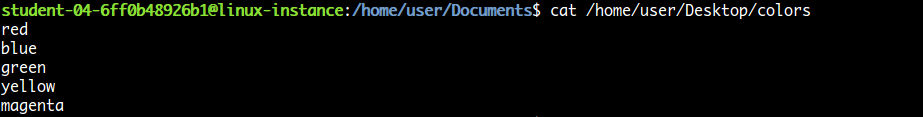 student-04-6ff0b48926b1@linux-instance:/home/user/Documents$ cat /home/user/Desktop/colors
red
blue
green
yellow
magenta